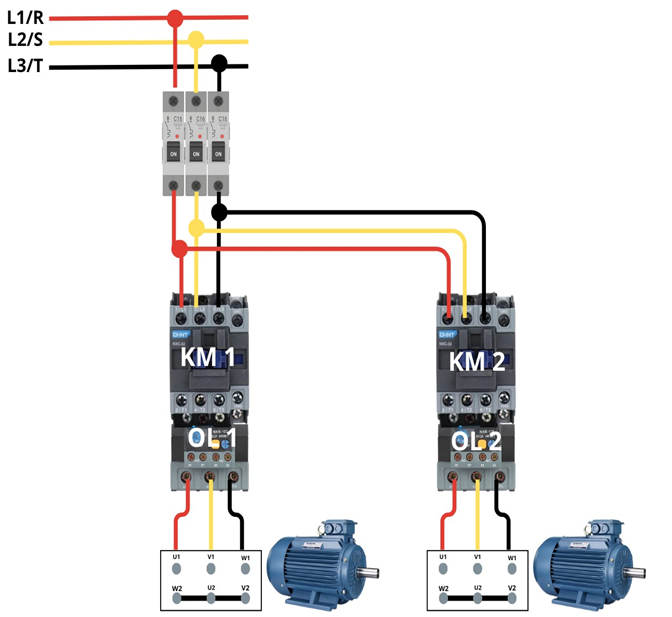 L1/R
L2/S
L3/T
C16 C16 C16
ON ON ON
CHNT CHNT
KM 1 KM 2
OL 1 OL 2
U1 V1 W1 U1 V1 W1
W2 U2 V2 W2 U2 V2